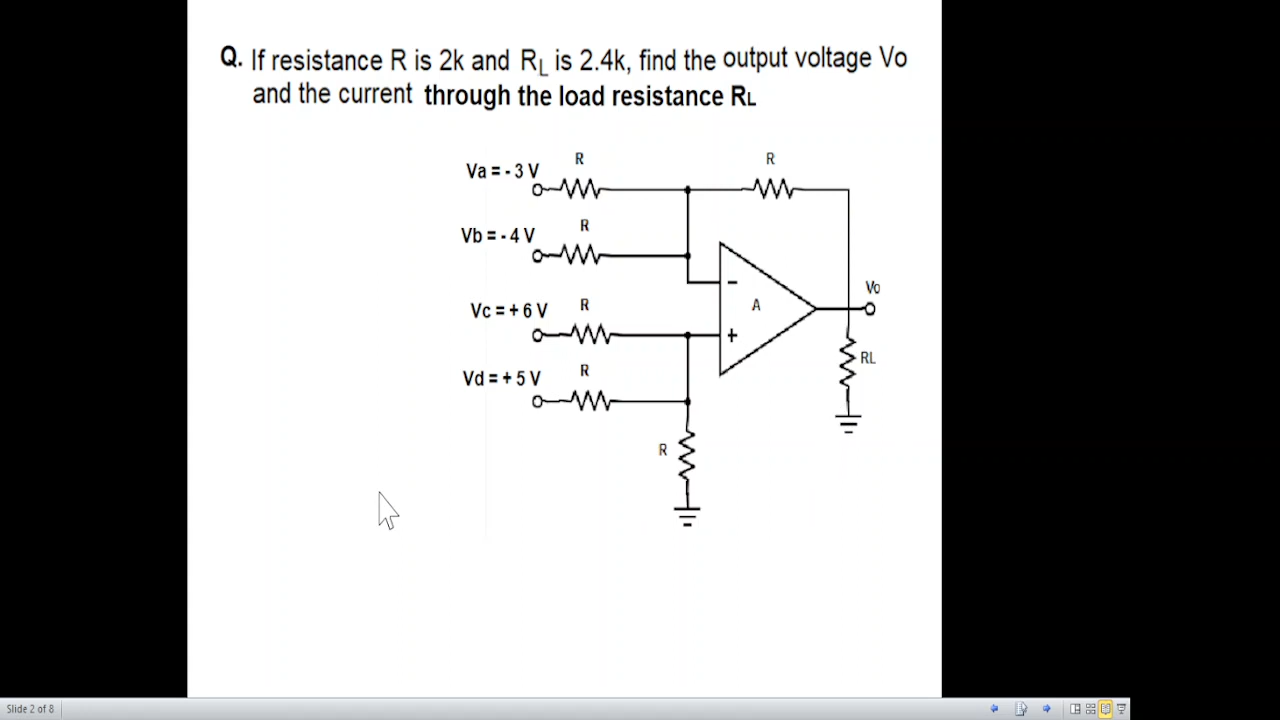 Q. If resistance R is 2k and RL is 2.4k, find the output voltage Vo
and the current through the load resistance RL
Va = - 3 V
R
R
Vb = - 4 V
R
Vo
Vc = + 6 V
R
-
A
+
RL
Vd = + 5 V
R
R
Slide 2 of 8